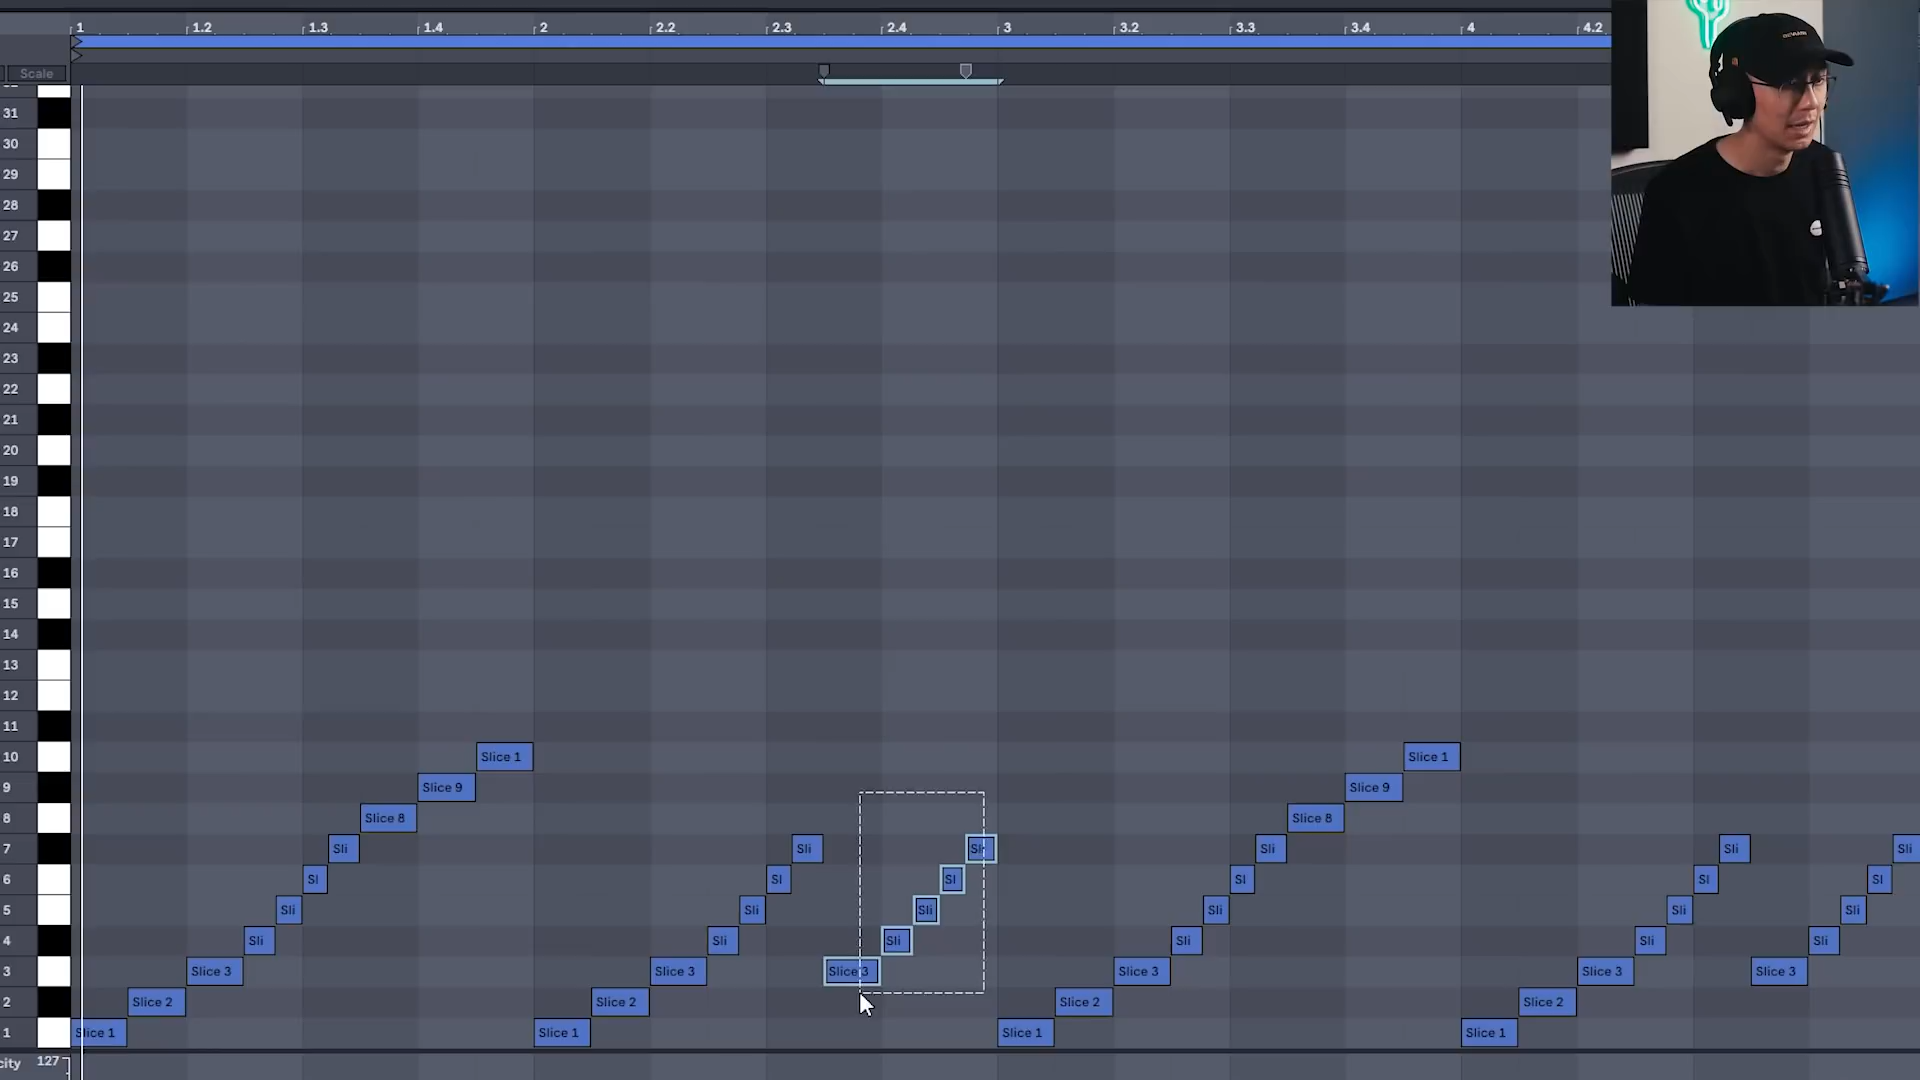 1 1.2 1.3 1.4 2 2.2 2.3 2.4 3 3.2 3.3 3.4 4 4.2
Scale
31
30
29
28
27
26
25
24
23
22
21
20
19
18
17
16
15
14
13
12
11
10 Slice 1 Slice 1
9 Slice 9 Slice 9
8 Slice 8 Slice 8
7 Sli Sli Sli Sli Sli Sli
6 Sl Sl Sl Sl Sl Sl
5 Sli Sli Sli Sli Sli Sli
4 Sli Sli Sli Sli Sli Sli
3 Slice 3 Slice 3 Slice 3 Slice 3 Slice 3 Slice 3
2 Slice 2 Slice 2 Slice 2 Slice 2
1 Slice 1 Slice 1 Slice 1 Slice 1
city 127